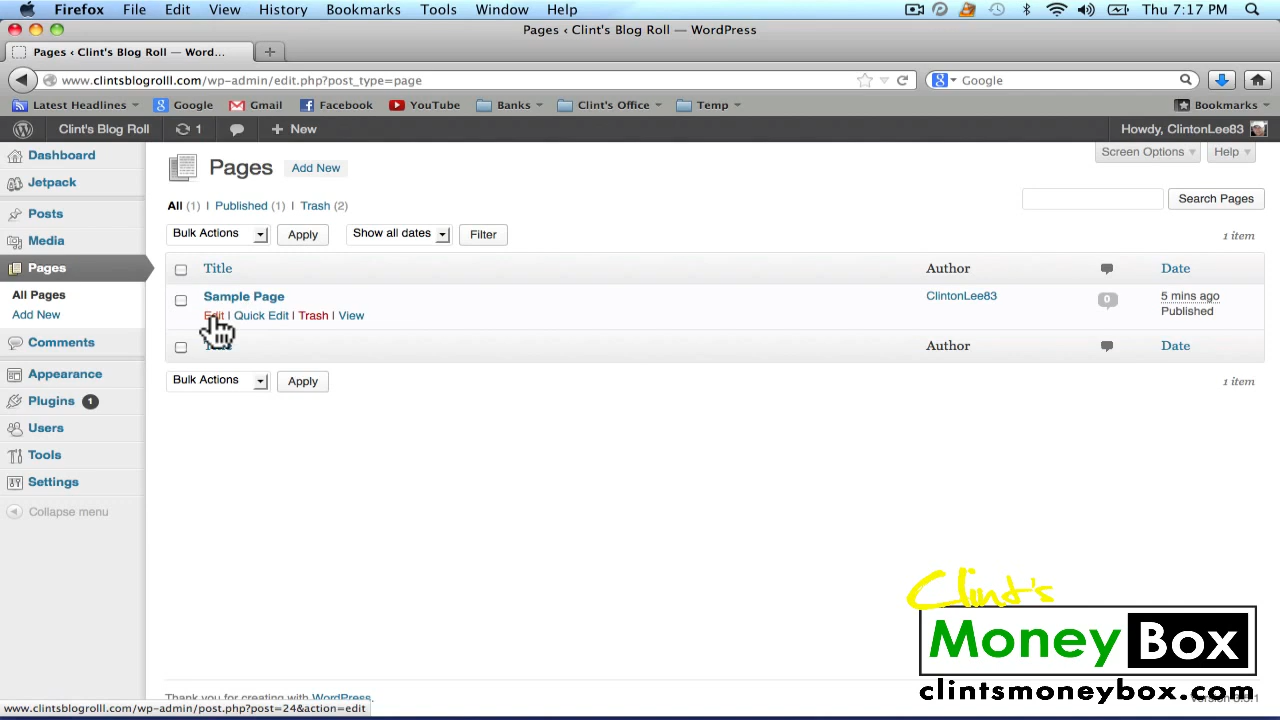 Firefox File Edit View History Bookmarks Tools Window Help Thu 7:17 PM
Pages ‹ Clint's Blog Roll — WordPress
Pages ‹ Clint's Blog Roll — Word...
www.clintsblogrolll.com/wp-admin/edit.php?post_type=page Google
Latest Headlines Google Gmail Facebook YouTube Banks Clint's Office Temp Bookmarks
Clint's Blog Roll 1 + New Howdy, ClintonLee83
Screen Options Help
Dashboard
Jetpack
Posts
Media
Pages
All Pages
Add New
Comments
Appearance
Plugins 1
Users
Tools
Settings
Collapse menu
Pages Add New
All (1) | Published (1) | Trash (2)
Search Pages
Bulk Actions Apply Show all dates Filter 1 item
Title Author Date
Sample Page ClintonLee83 0 5 mins ago
Published
Edit | Quick Edit | Trash | View
Author Date
Bulk Actions Apply 1 item
Clint's
MoneyBox
clintsmoneybox.com
Thank you for creating with WordPress.
www.clintsblogrolll.com/wp-admin/post.php?post=24&action=edit